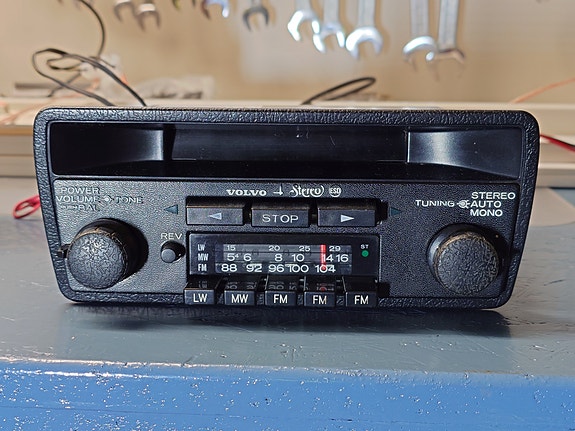 POWER
VOLUME TONE
BAL
VOLVO Stereo ESD
STOP
STEREO
TUNING AUTO
MONO
REV
LW 15 20 25 29 ST
MW 5 6 8 10 14 16
FM 88 92 96 100 104
LW MW FM FM FM